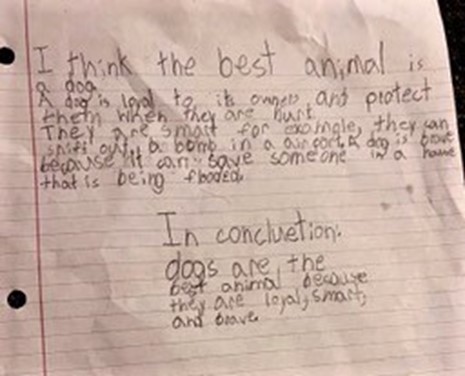 I think the best animal is
a dog.
A dog is loyal to its owners, and protect
them when they are hurt.
They are smart for example, they can
sniff out a bomb in a airport. A dog is brave
because it can save someone in a house
that is being flooded.
In concluetion:
dogs are the
best animal because
they are loyal, smart,
and brave.